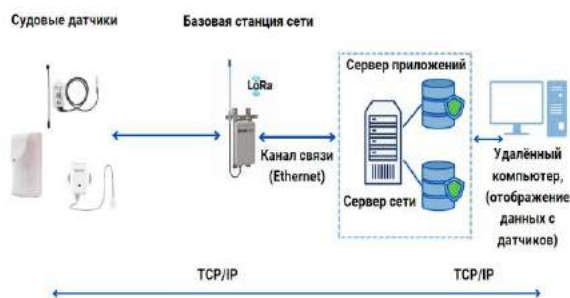 Судовые датчики
Базовая станция сети
LoRa
Канал связи
(Ethernet)
Сервер приложений
Сервер сети
Удалённый
компьютер,
(отображение
данных с
датчиков)
TCP/IP
TCP/IP